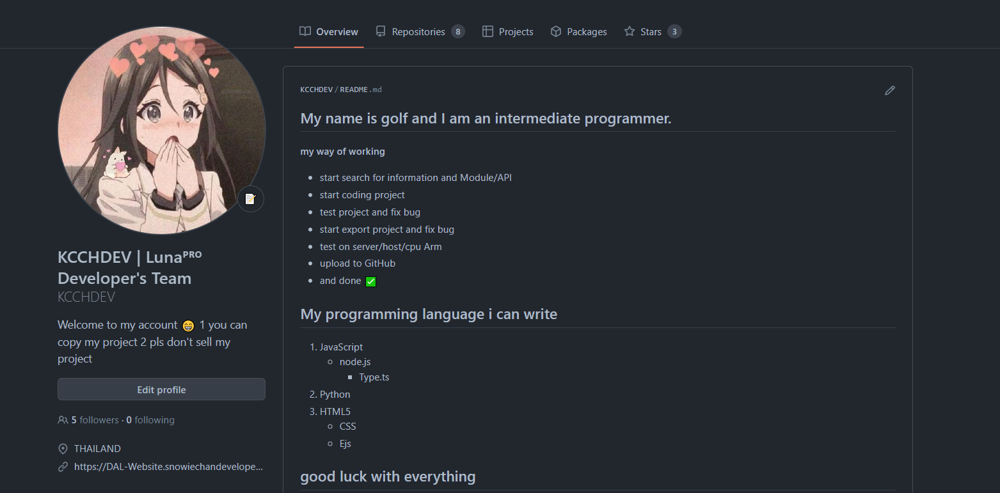 Overview
Repositories 8
Projects
Packages
Stars 3
KCCHDEV / README.md
My name is golf and I am an intermediate programmer.
my way of working
start search for information and Module/API
start coding project
test project and fix bug
start export project and fix bug
test on server/host/cpu Arm
upload to GitHub
and done ✅
My programming language i can write
1. JavaScript
node.js
Type.ts
2. Python
3. HTML5
CSS
Ejs
good luck with everything
KCCHDEV | Lunaᴾᴿᴼ
Developer's Team
KCCHDEV
Welcome to my account 😁 1 you can
copy my project 2 pls don't sell my
project
Edit profile
5 followers · 0 following
THAILAND
https://DAL-Website.snowiechandevelope...